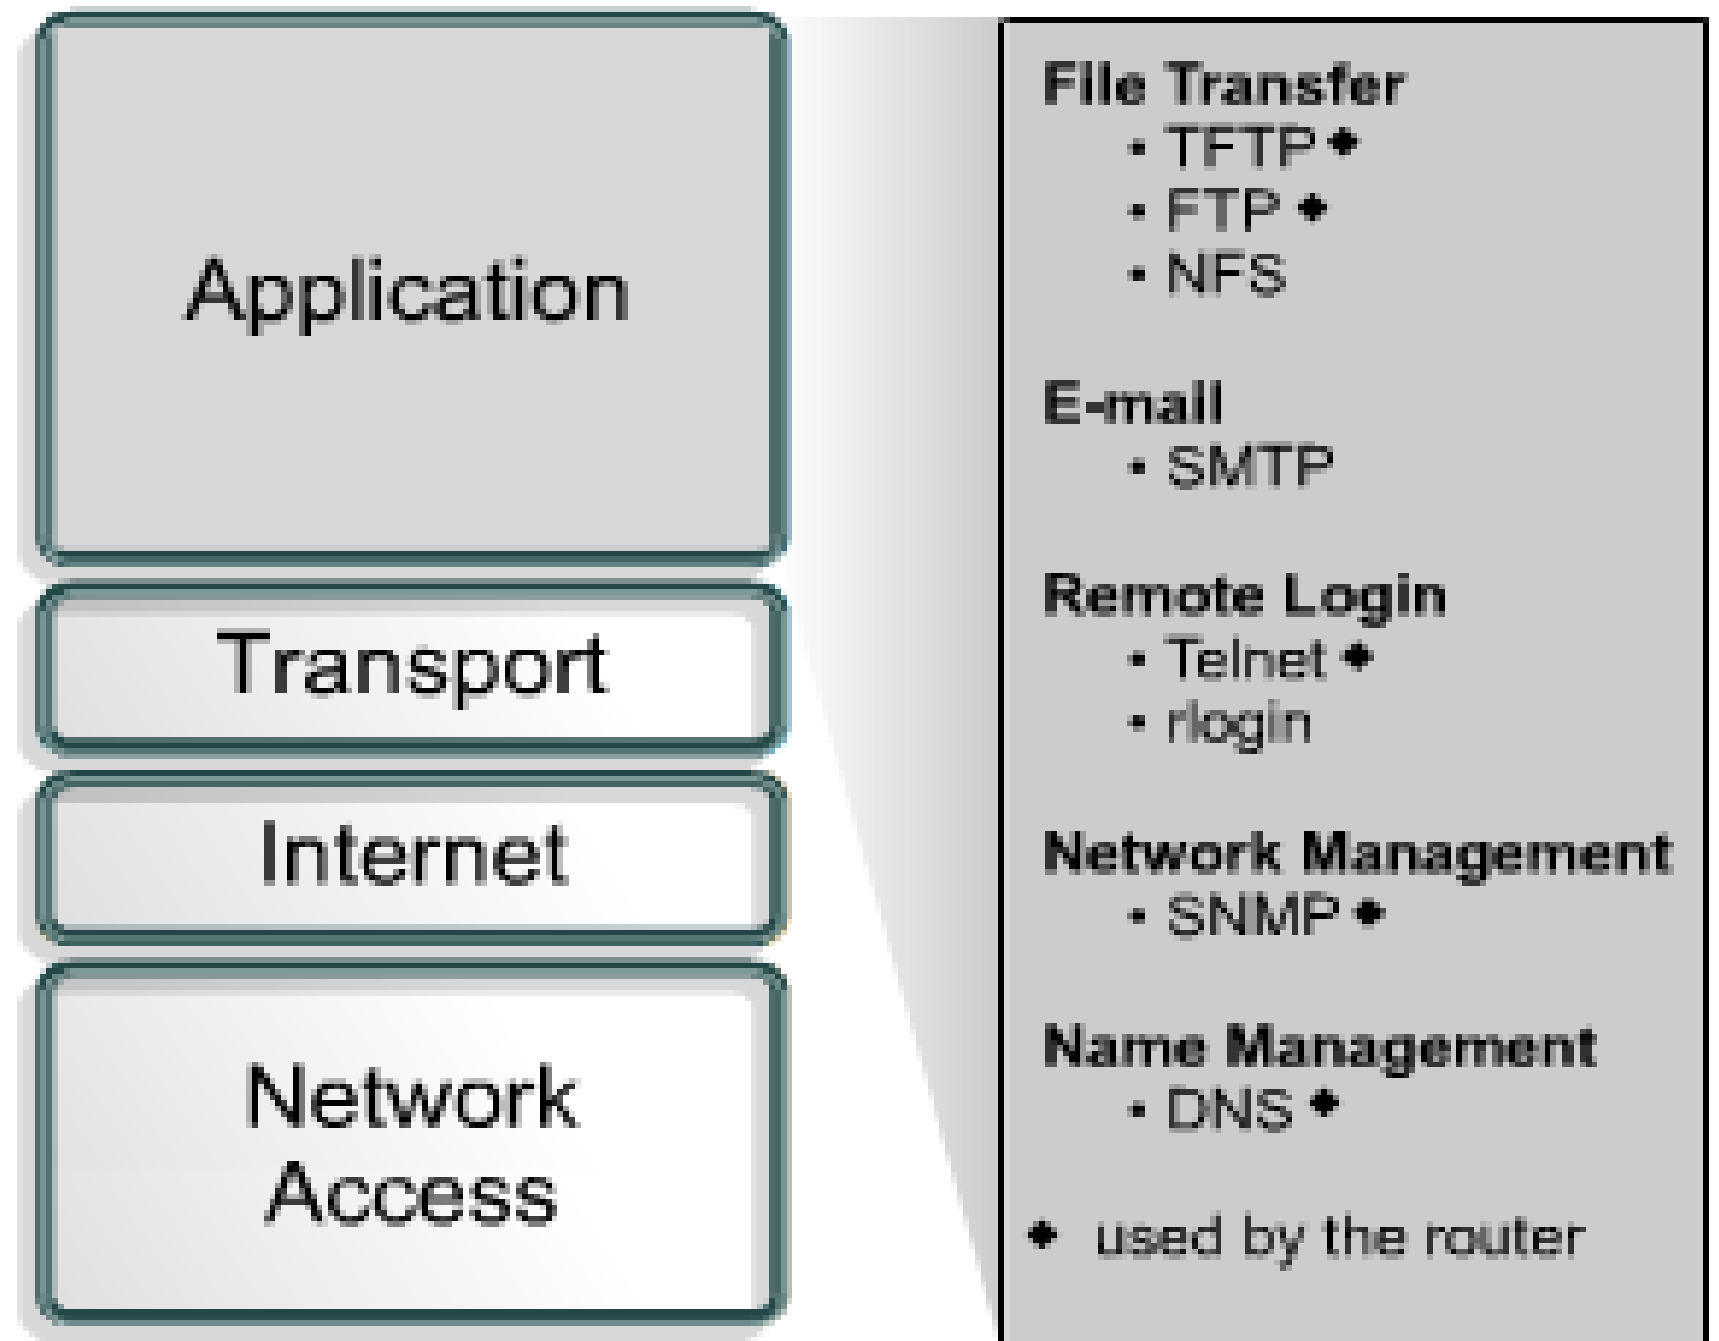 Application
Transport
Internet
Network
Access
File Transfer
• TFTP ◆
• FTP ◆
• NFS
E-mail
• SMTP
Remote Login
• Telnet ◆
• rlogin
Network Management
• SNMP ◆
Name Management
• DNS ◆
◆ used by the router